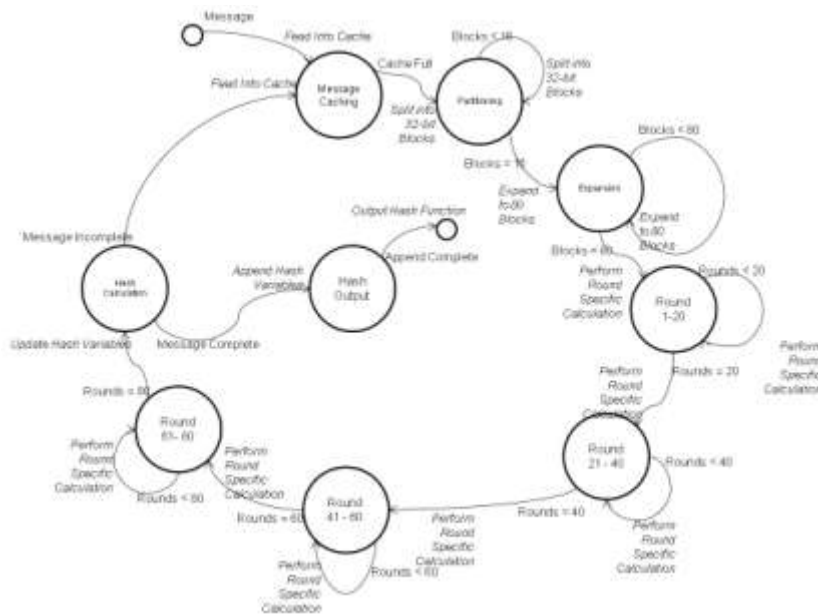 Message
Feed Into Cache
Feed Into Cache
Message
Caching
Cache Full
Split into
32-bit
Blocks
Partitioning
Blocks < 16
Split into
32-bit
Blocks
Blocks = 16
Expand
to 80
Blocks
Expansion
Blocks < 80
Expand
to 80
Blocks
Blocks = 80
Perform
Round
Specific
Calculation
Round
1-20
Rounds < 20
Perform
Round
Specific
Calculation
Rounds = 20
Perform
Round
Specific
Calculation
Round
21 - 40
Rounds < 40
Perform
Round
Specific
Calculation
Rounds = 40
Perform
Round
Specific
Calculation
Round
41 - 60
Rounds < 60
Perform
Round
Specific
Calculation
Rounds = 60
Perform
Round
Specific
Calculation
Round
61- 80
Rounds < 80
Perform
Round
Specific
Calculation
Rounds = 80
Update Hash Variables
Hash
Calculation
Message Incomplete
Message Complete
Append Hash
Variables
Hash
Output
Append Complete
Output Hash Function